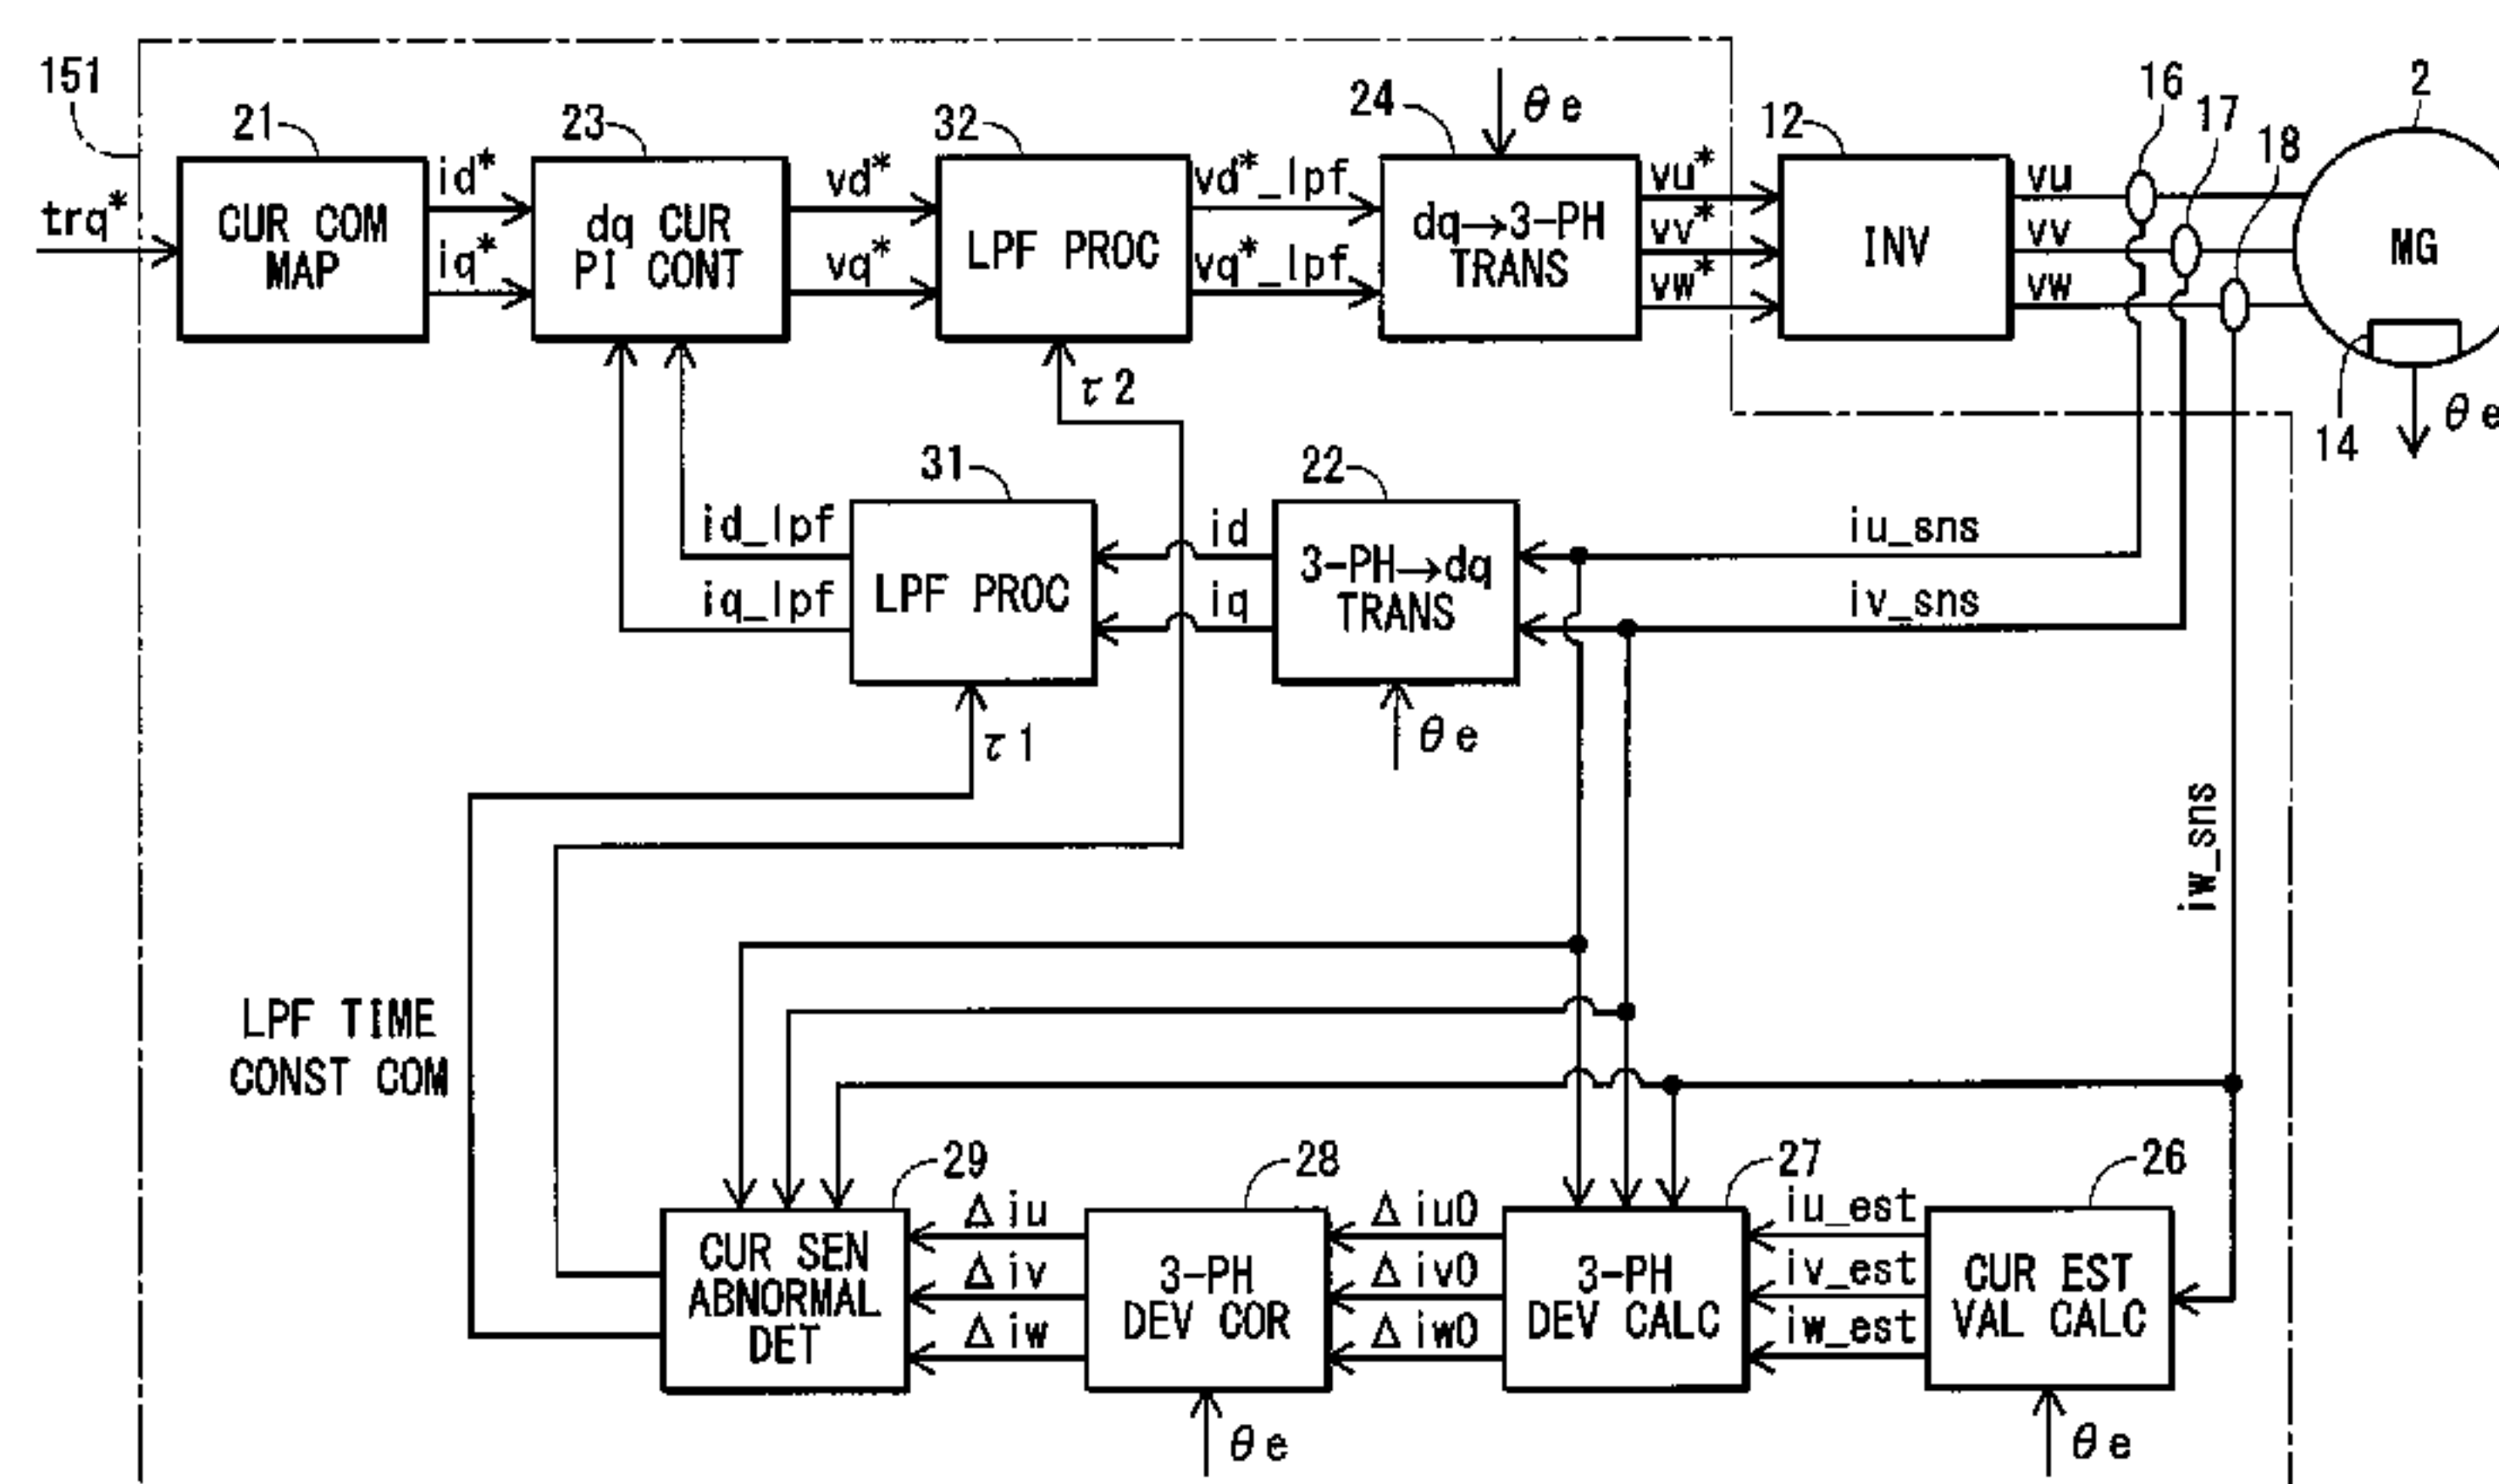 151
21
23
32
24
θe
12
16
17
18
2
trq*
CUR COM
MAP
id*
iq*
dq CUR
PI CONT
vd*
vq*
LPF PROC
vd*_lpf
vq*_lpf
dq→3-PH
TRANS
vu*
vv*
vw*
INV
vu
vv
vw
MG
14
θe
τ2
31
22
id_lpf
iq_lpf
LPF PROC
id
iq
3-PH→dq
TRANS
iu_sns
iv_sns
τ1
θe
iw_sns
LPF TIME
CONST COM
29
28
27
26
CUR SEN
ABNORMAL
DET
Δiu
Δiv
Δiw
3-PH
DEV COR
Δiu0
Δiv0
Δiw0
3-PH
DEV CALC
iu_est
iv_est
iw_est
CUR EST
VAL CALC
θe
θe